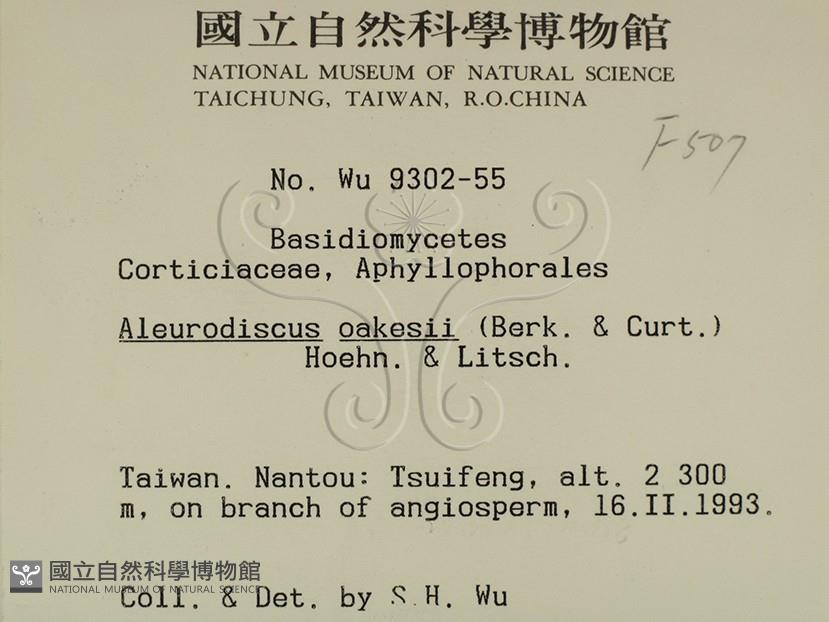 國立自然科學博物館
NATIONAL MUSEUM OF NATURAL SCIENCE
TAICHUNG, TAIWAN, R.O.CHINA
F507
No. Wu 9302-55
Basidiomycetes
Corticiaceae, Aphyllophorales
Aleurodiscus oakesii (Berk. & Curt.)
Hoehn. & Litsch.
Taiwan. Nantou: Tsuifeng, alt. 2 300
m, on branch of angiosperm, 16.II.1993.
國立自然科學博物館
NATIONAL MUSEUM OF NATURAL SCIENCE
Coll. & Det. by S.H. Wu